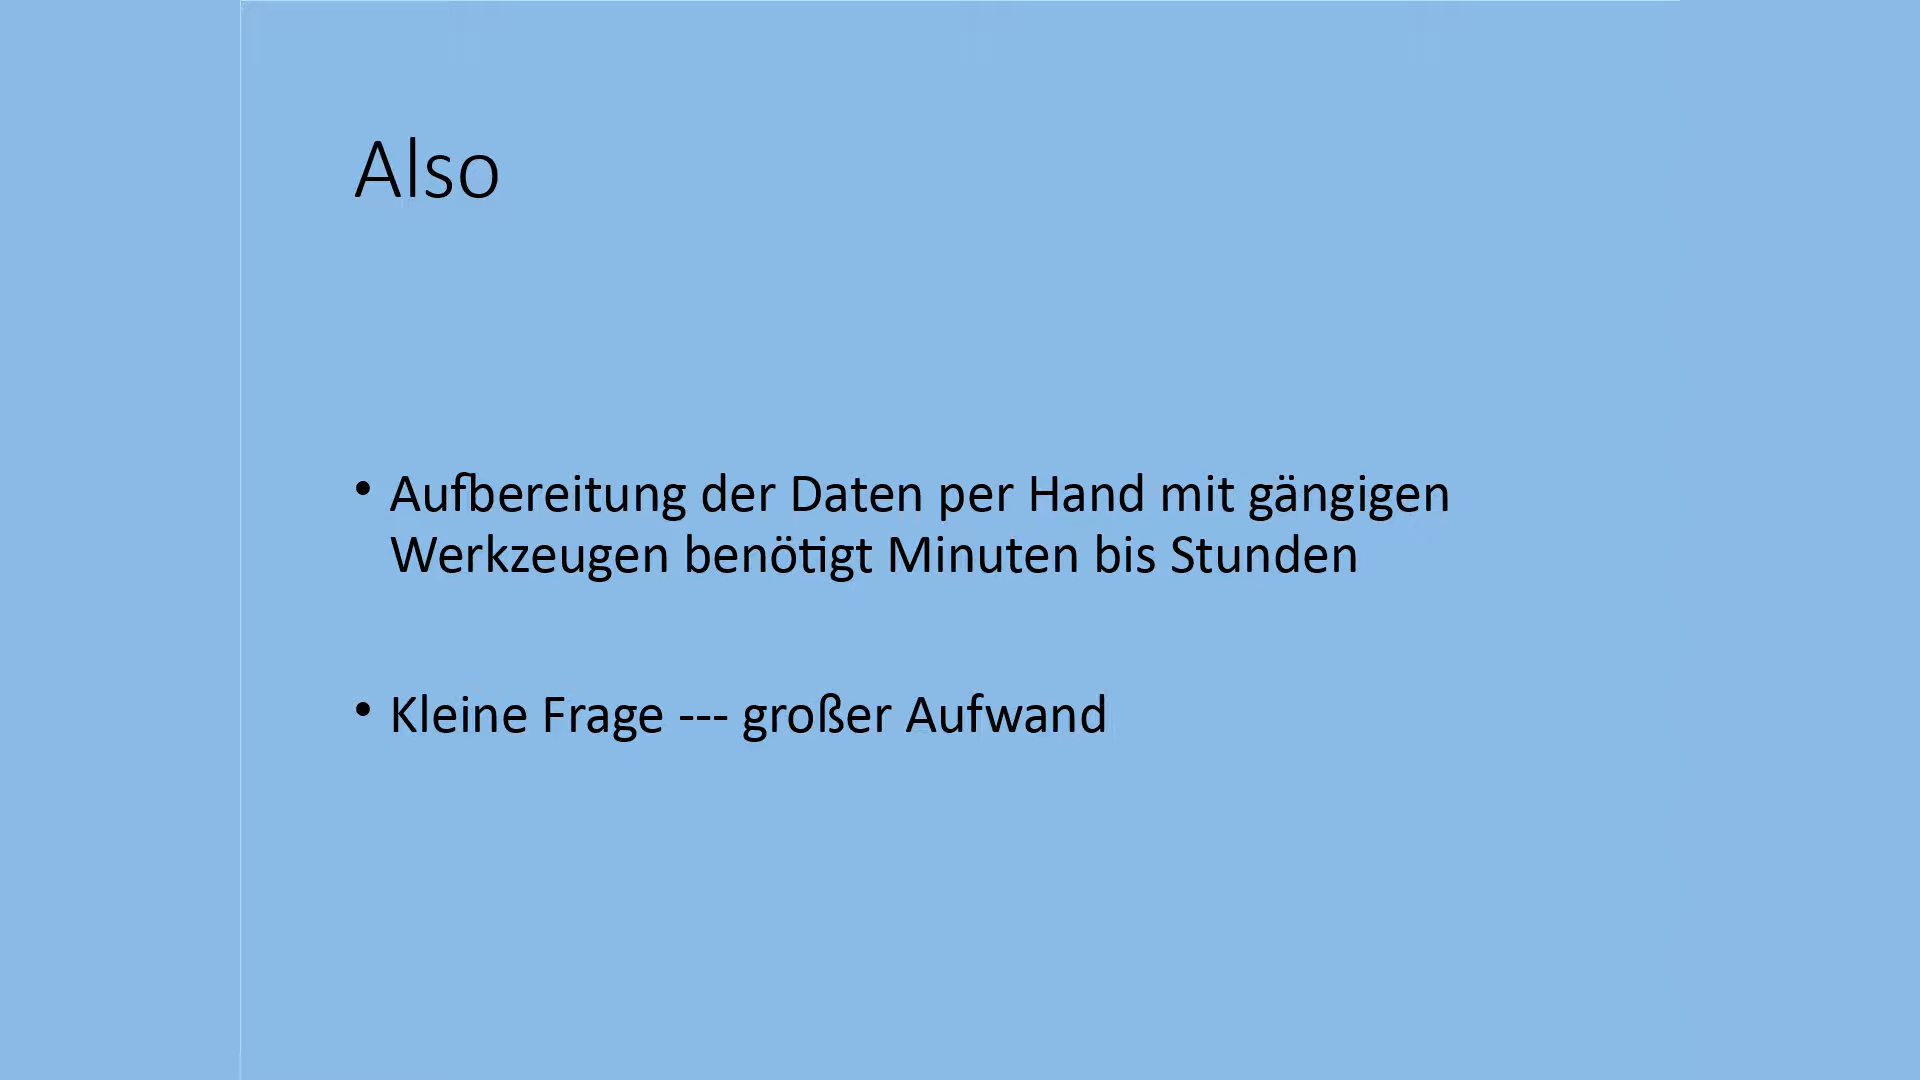 Also
• Aufbereitung der Daten per Hand mit gängigen
Werkzeugen benötigt Minuten bis Stunden
• Kleine Frage --- großer Aufwand